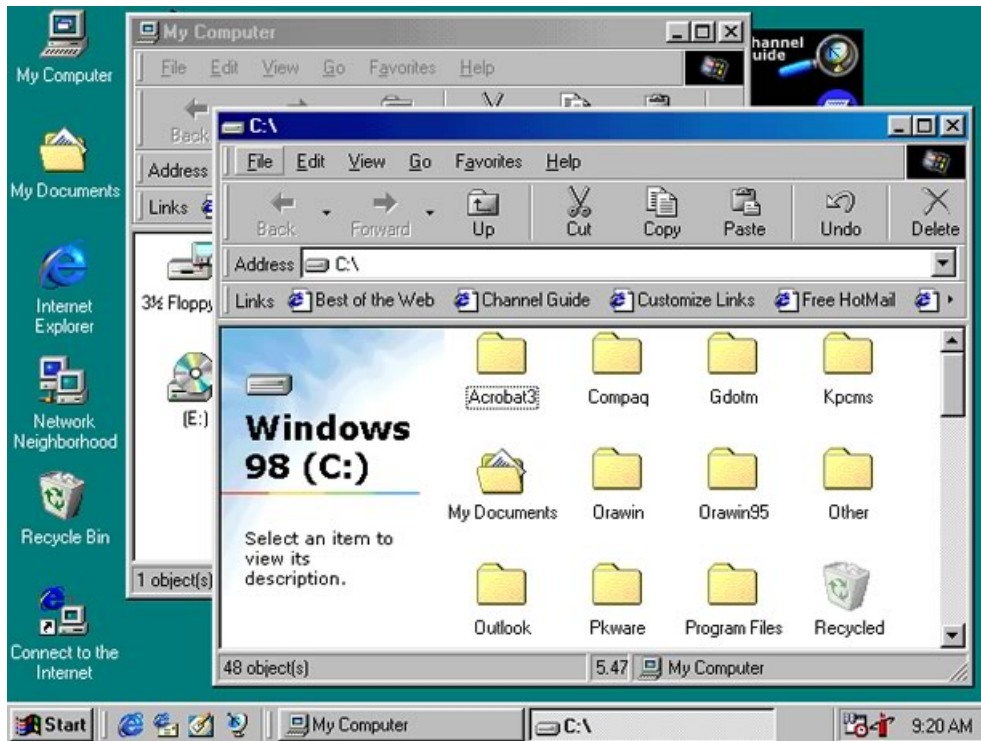 My Computer
My Documents
Internet
Explorer
Network
Neighborhood
Recycle Bin
Connect to the
Internet
My Computer
File Edit View Go Favorites Help
Back
Address
Links
3½ Floppy
(E:)
1 object(s)
hannel
uide
C:\
File Edit View Go Favorites Help
Back Forward Up Cut Copy Paste Undo Delete
Address C:\
Links Best of the Web Channel Guide Customize Links Free HotMail
Windows
98 (C:)
Select an item to
view its
description.
Acrobat3 Compaq Gdotm Kpcms
My Documents Orawin Orawin95 Other
Outlook Pkware Program Files Recycled
48 object(s) 5.47 My Computer
Start My Computer C:\ 9:20 AM